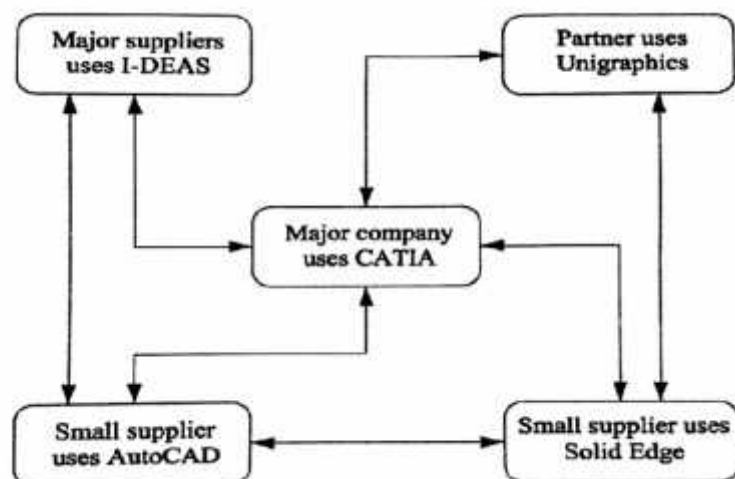 Major suppliers
uses I-DEAS
Partner uses
Unigraphics
Major company
uses CATIA
Small supplier
uses AutoCAD
Small supplier uses
Solid Edge